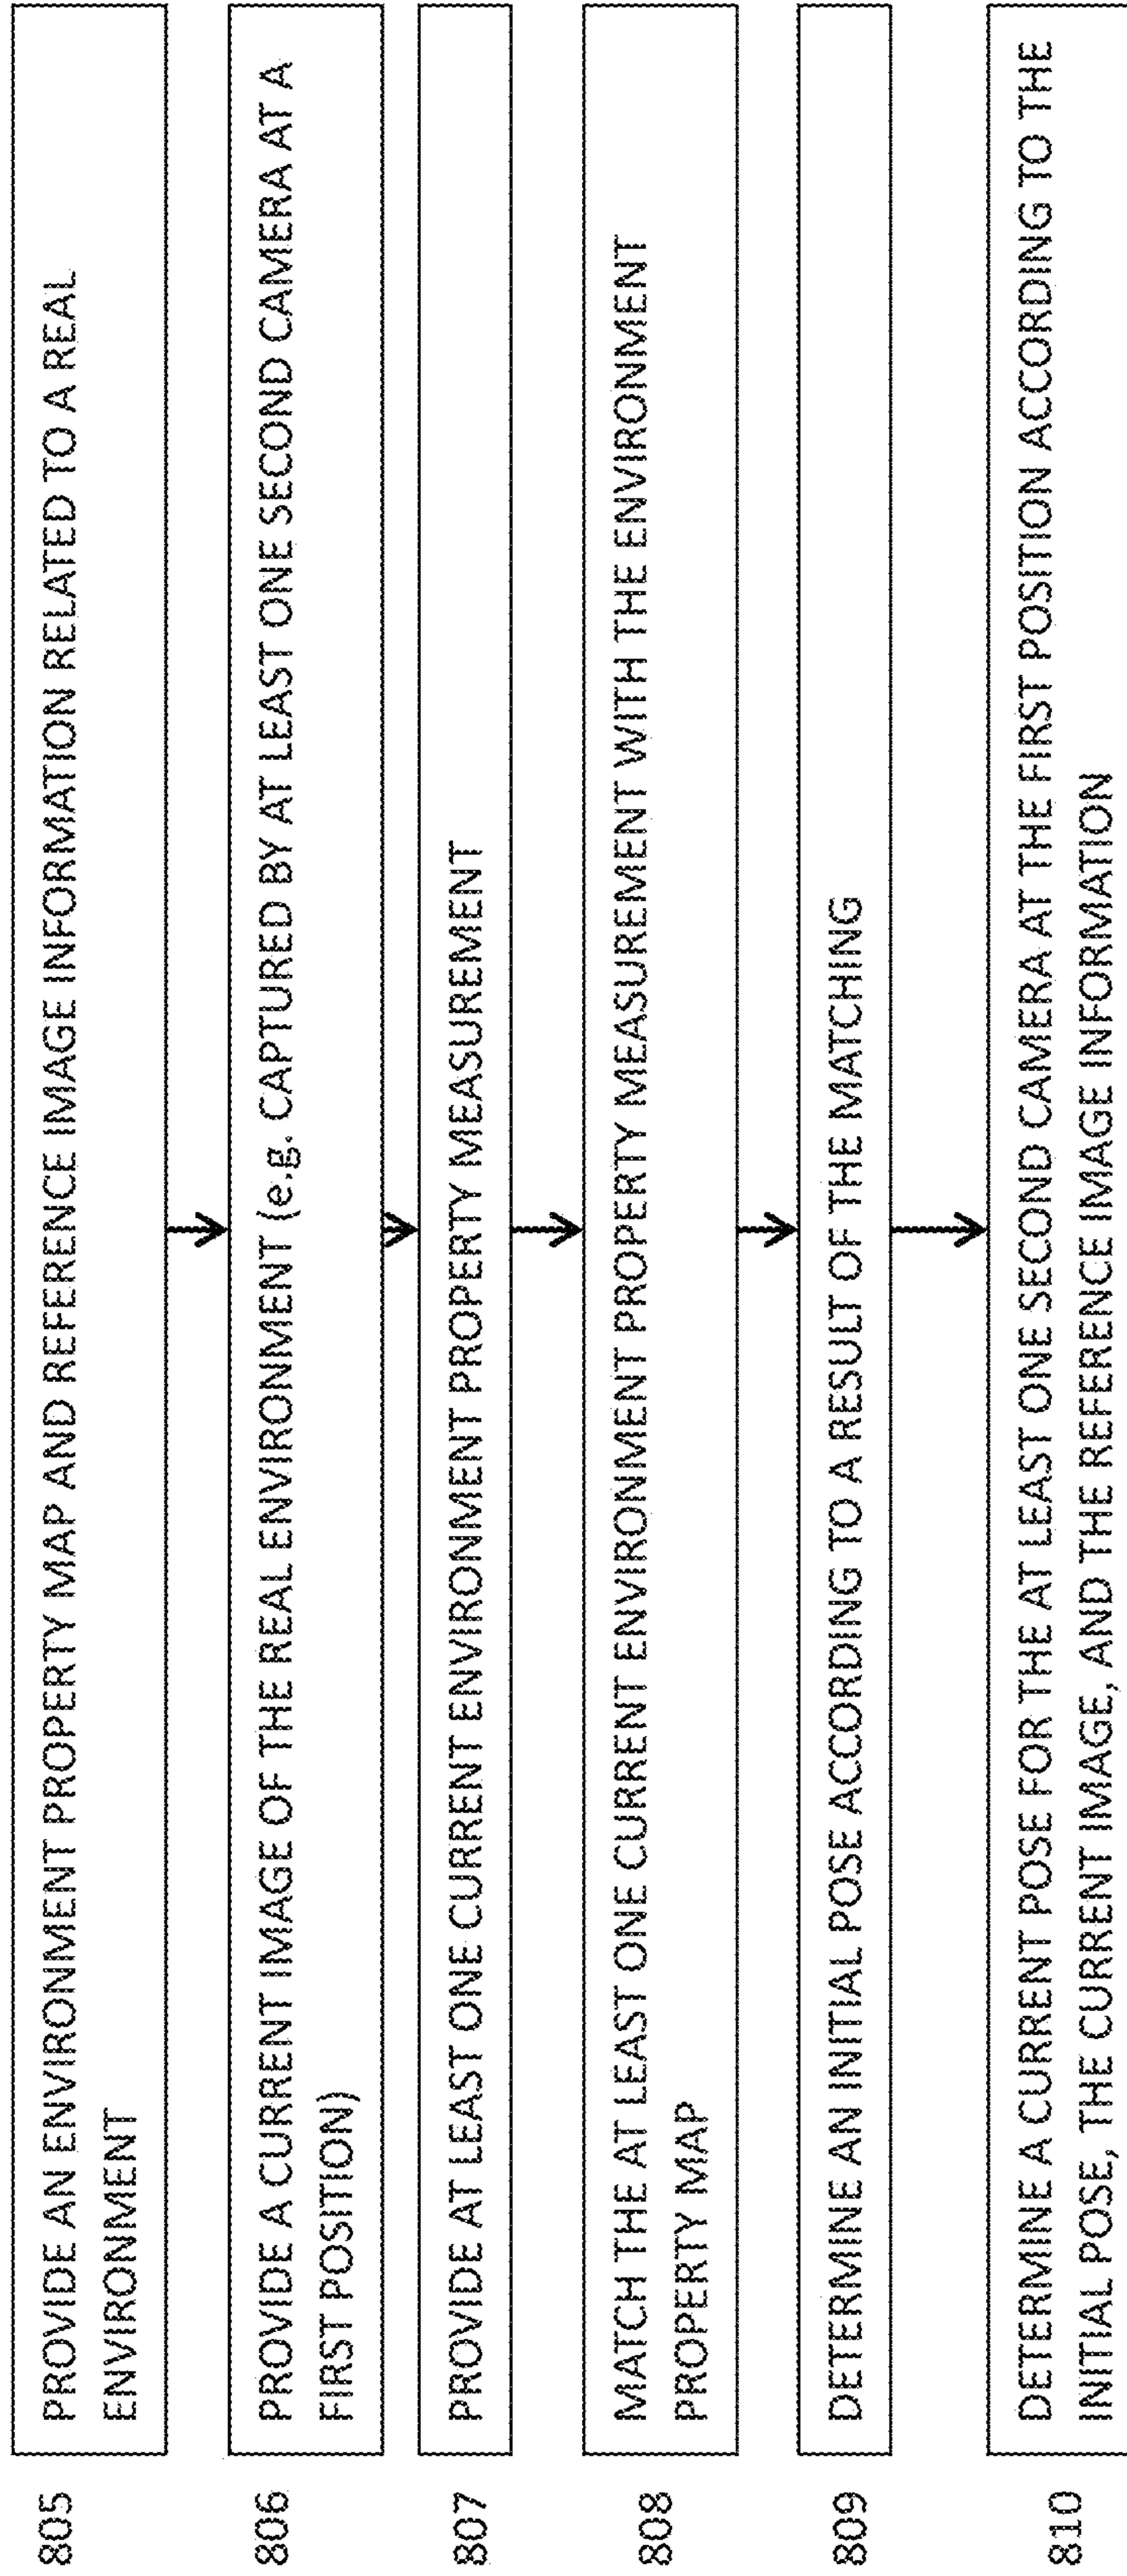 805
PROVIDE AN ENVIRONMENT PROPERTY MAP AND REFERENCE IMAGE INFORMATION RELATED TO A REAL
ENVIRONMENT
806
PROVIDE A CURRENT IMAGE OF THE REAL ENVIRONMENT (e.g. CAPTURED BY AT LEAST ONE SECOND CAMERA AT A
FIRST POSITION)
807
PROVIDE AT LEAST ONE CURRENT ENVIRONMENT PROPERTY MEASUREMENT
808
MATCH THE AT LEAST ONE CURRENT ENVIRONMENT PROPERTY MEASUREMENT WITH THE ENVIRONMENT
PROPERTY MAP
809
DETERMINE AN INITIAL POSE ACCORDING TO A RESULT OF THE MATCHING
810
DETERMINE A CURRENT POSE FOR THE AT LEAST ONE SECOND CAMERA AT THE FIRST POSITION ACCORDING TO THE
INITIAL POSE, THE CURRENT IMAGE, AND THE REFERENCE IMAGE INFORMATION